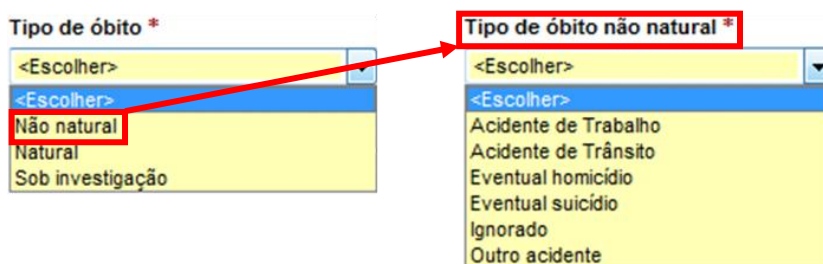 Tipo de óbito *
<Escolher>
<Escolher>
Não natural
Natural
Sob investigação
Tipo de óbito não natural *
<Escolher>
<Escolher>
Acidente de Trabalho
Acidente de Trânsito
Eventual homicídio
Eventual suicídio
Ignorado
Outro acidente